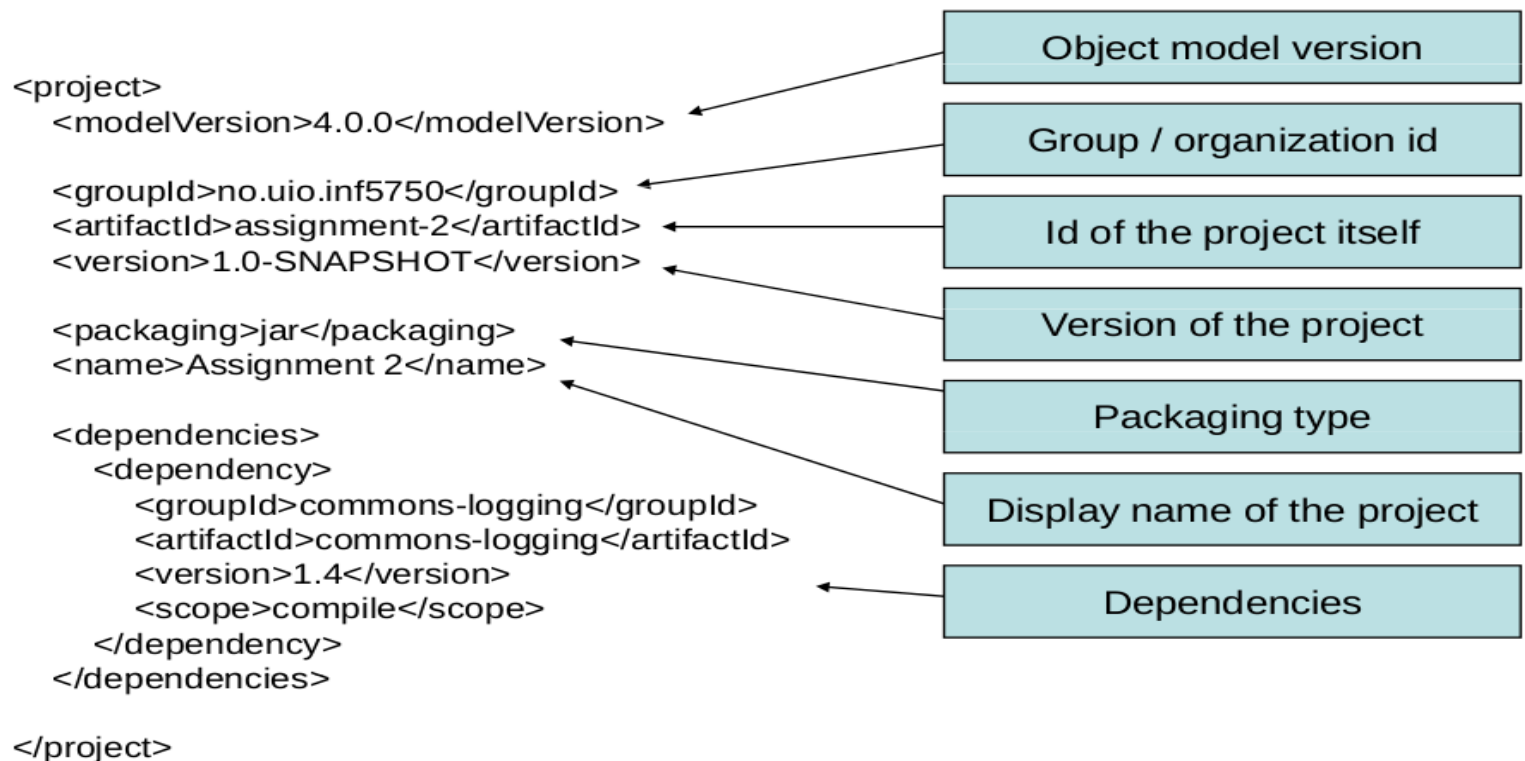 <project>
<modelVersion>4.0.0</modelVersion>
<groupId>no.uio.inf5750</groupId>
<artifactId>assignment-2</artifactId>
<version>1.0-SNAPSHOT</version>
<packaging>jar</packaging>
<name>Assignment 2</name>
<dependencies>
<dependency>
<groupId>commons-logging</groupId>
<artifactId>commons-logging</artifactId>
<version>1.4</version>
<scope>compile</scope>
</dependency>
</dependencies>
</project>
Object model version
Group / organization id
Id of the project itself
Version of the project
Packaging type
Display name of the project
Dependencies